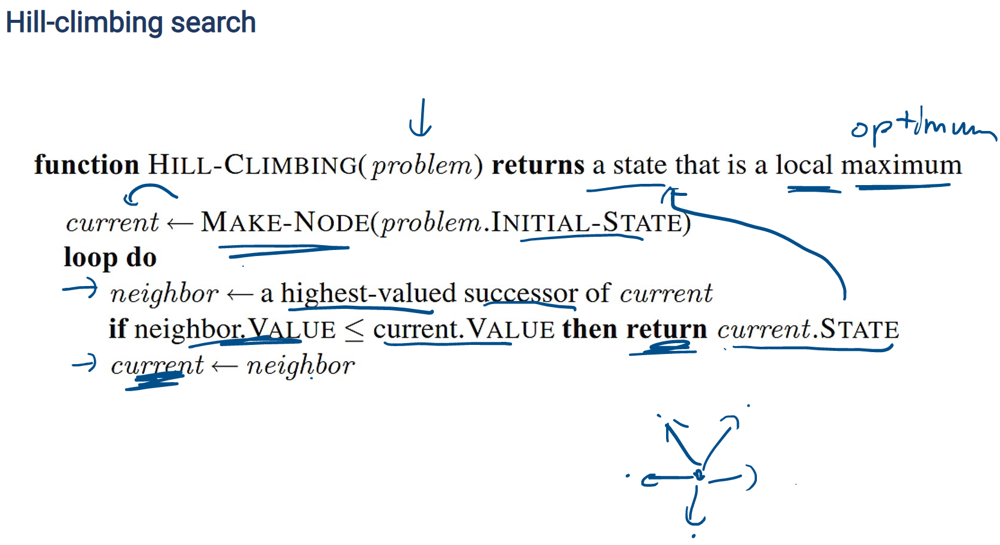 Hill-climbing search
optimum
function HILL-CLIMBING(problem) returns a state that is a local maximum
current ← MAKE-NODE(problem.INITIAL-STATE)
loop do
neighbor ← a highest-valued successor of current
if neighbor.VALUE ≤ current.VALUE then return current.STATE
current ← neighbor